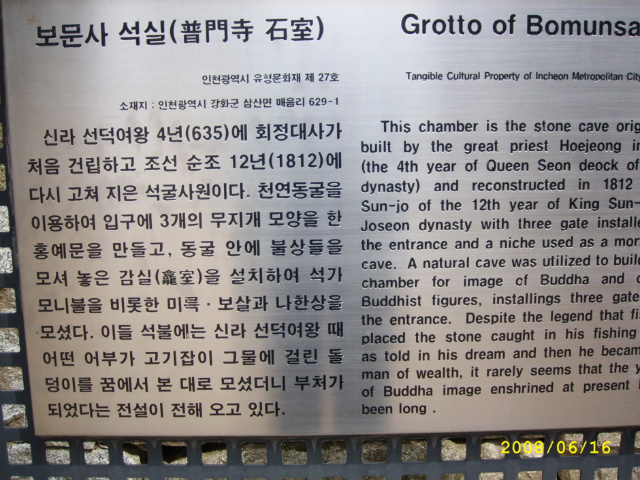 보문사 석실(普門寺 石室)
인천광역시 유형문화재 제 27호
소재지 : 인천광역시 강화군 삼산면 매음리 629-1
신라 선덕여왕 4년(635)에 회정대사가
처음 건립하고 조선 순조 12년(1812)에
다시 고쳐 지은 석굴사원이다. 천연동굴을
이용하여 입구에 3개의 무지개 모양을 한
홍예문을 만들고, 동굴 안에 불상들을
모셔 놓은 감실(龕室)을 설치하여 석가
모니불을 비롯한 미륵·보살과 나한상을
모셨다. 이들 석불에는 신라 선덕여왕 때
어떤 어부가 고기잡이 그물에 걸린 돌
덩이를 꿈에서 본 대로 모셨더니 부처가
되었다는 전설이 전해 오고 있다.
Grotto of Bomunsa
Tangible Cultural Property of Incheon Metropolitan City
This chamber is the stone cave
built by the great priest Hoejeong
(the 4th year of Queen Seon deock of
dynasty) and reconstructed in 1812
Sun-jo of the 12th year of King Sun-
Joseon dynasty with three gate
the entrance and a niche used as a
cave. A natural cave was utilized to
chamber for image of Buddha and
Buddhist figures, installings three
the entrance. Despite the legend that
placed the stone caught in his fishing
as told in his dream and then he
man of wealth, it rarely seems that the
of Buddha image enshrined at present
been long .
2008/06/16